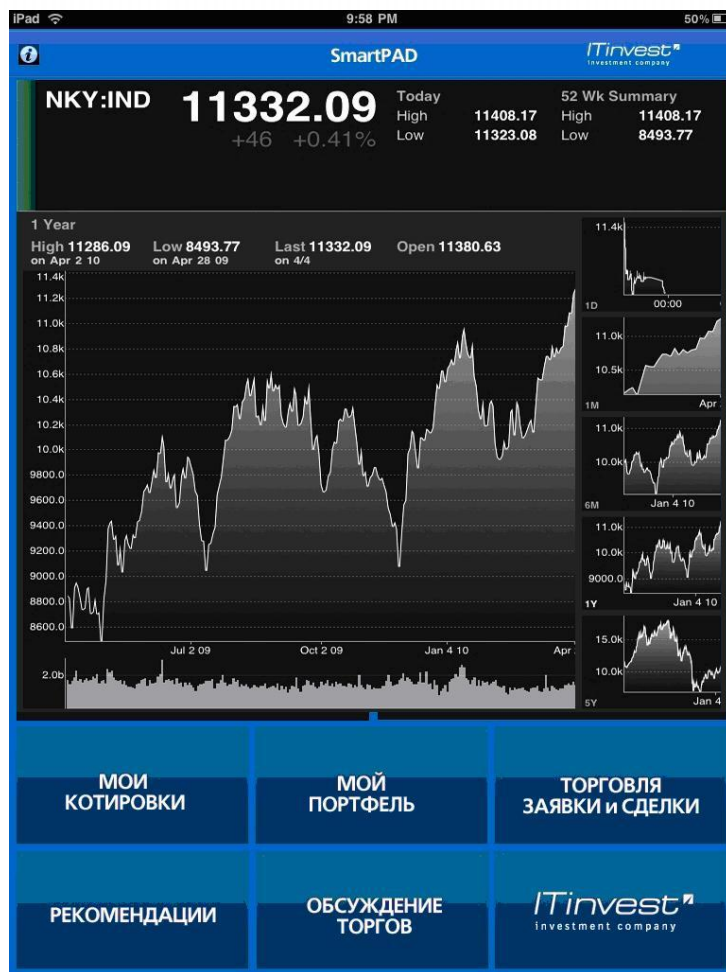 iPad 9:58 PM 50%
SmartPAD ITinvest
investment company
NKY:IND 11332.09 Today 52 Wk Summary
High 11408.17 High 11408.17
+46 +0.41% Low 11323.08 Low 8493.77
1 Year
High 11286.09 Low 8493.77 Last 11332.09 Open 11380.63
on Apr 2 10 on Apr 28 09 on 4/4
11.4k
11.2k
11.0k
10.8k
10.6k
10.4k
10.2k
10.0k
9800.0
9600.0
9400.0
9200.0
9000.0
8800.0
8600.0
Jul 2 09 Oct 2 09 Jan 4 10 Apr
2.0b
11.4k
1D 00:00
11.0k
10.5k
1M Apr
11.0k
10.0k
6M Jan 4 10
11.0k
10.0k
9000.0
1Y Jan 4 10
15.0k
10.0k
5Y Jan 4
МОИ
КОТИРОВКИ
МОЙ
ПОРТФЕЛЬ
ТОРГОВЛЯ
ЗАЯВКИ и СДЕЛКИ
РЕКОМЕНДАЦИИ
ОБСУЖДЕНИЕ
ТОРГОВ
ITinvest
investment company